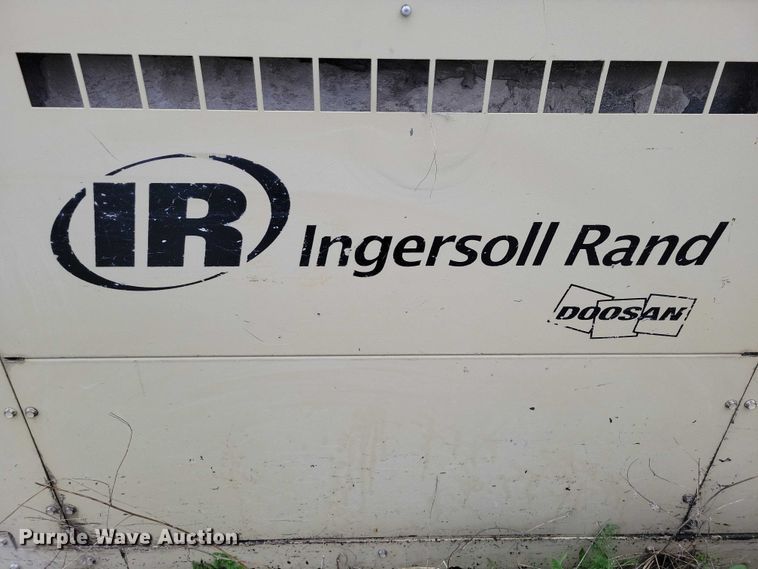 IR Ingersoll Rand
DOOSAN
Purple Wave Auction